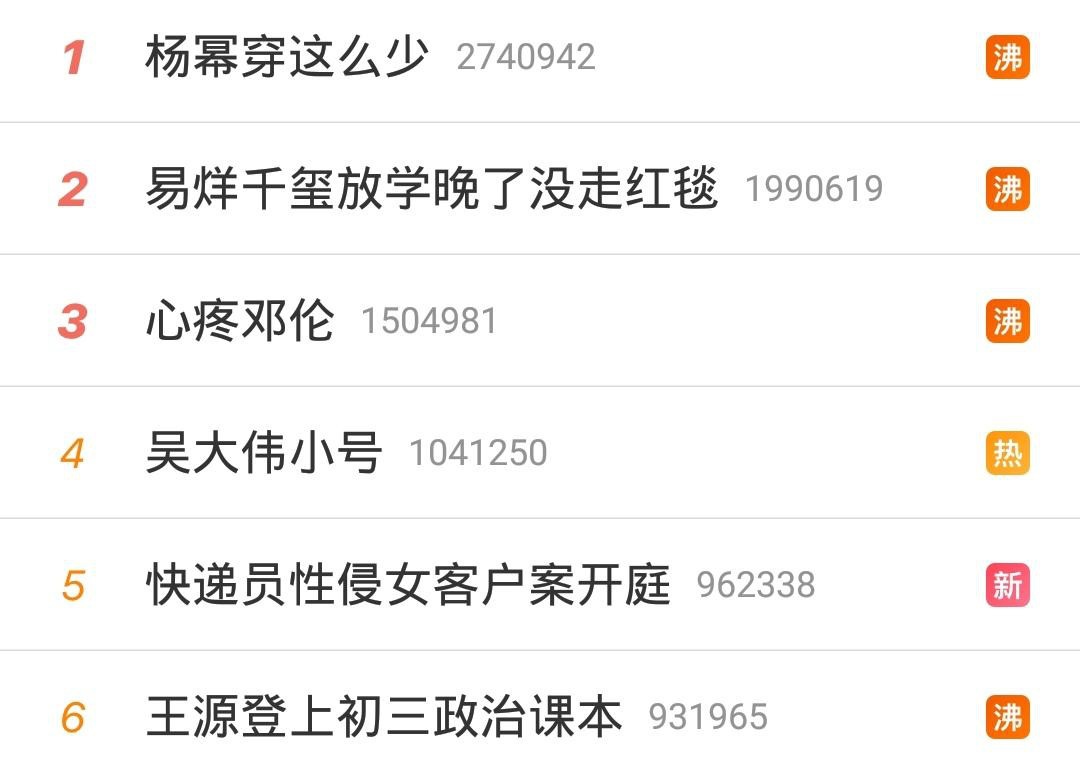 1 杨幂穿这么少 2740942 沸
2 易烊千玺放学晚了没走红毯 1990619 沸
3 心疼邓伦 1504981 沸
4 吴大伟小号 1041250 热
5 快递员性侵女客户案开庭 962338 新
6 王源登上初三政治课本 931965 沸